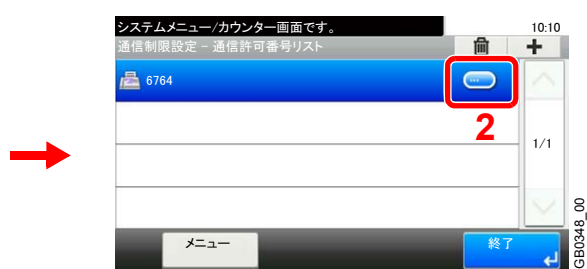 システムメニュー/カウンター画面です。
10:10
通信制限設定 - 通信許可番号リスト
6764
2
1/1
メニュー
終了
GB0348_00